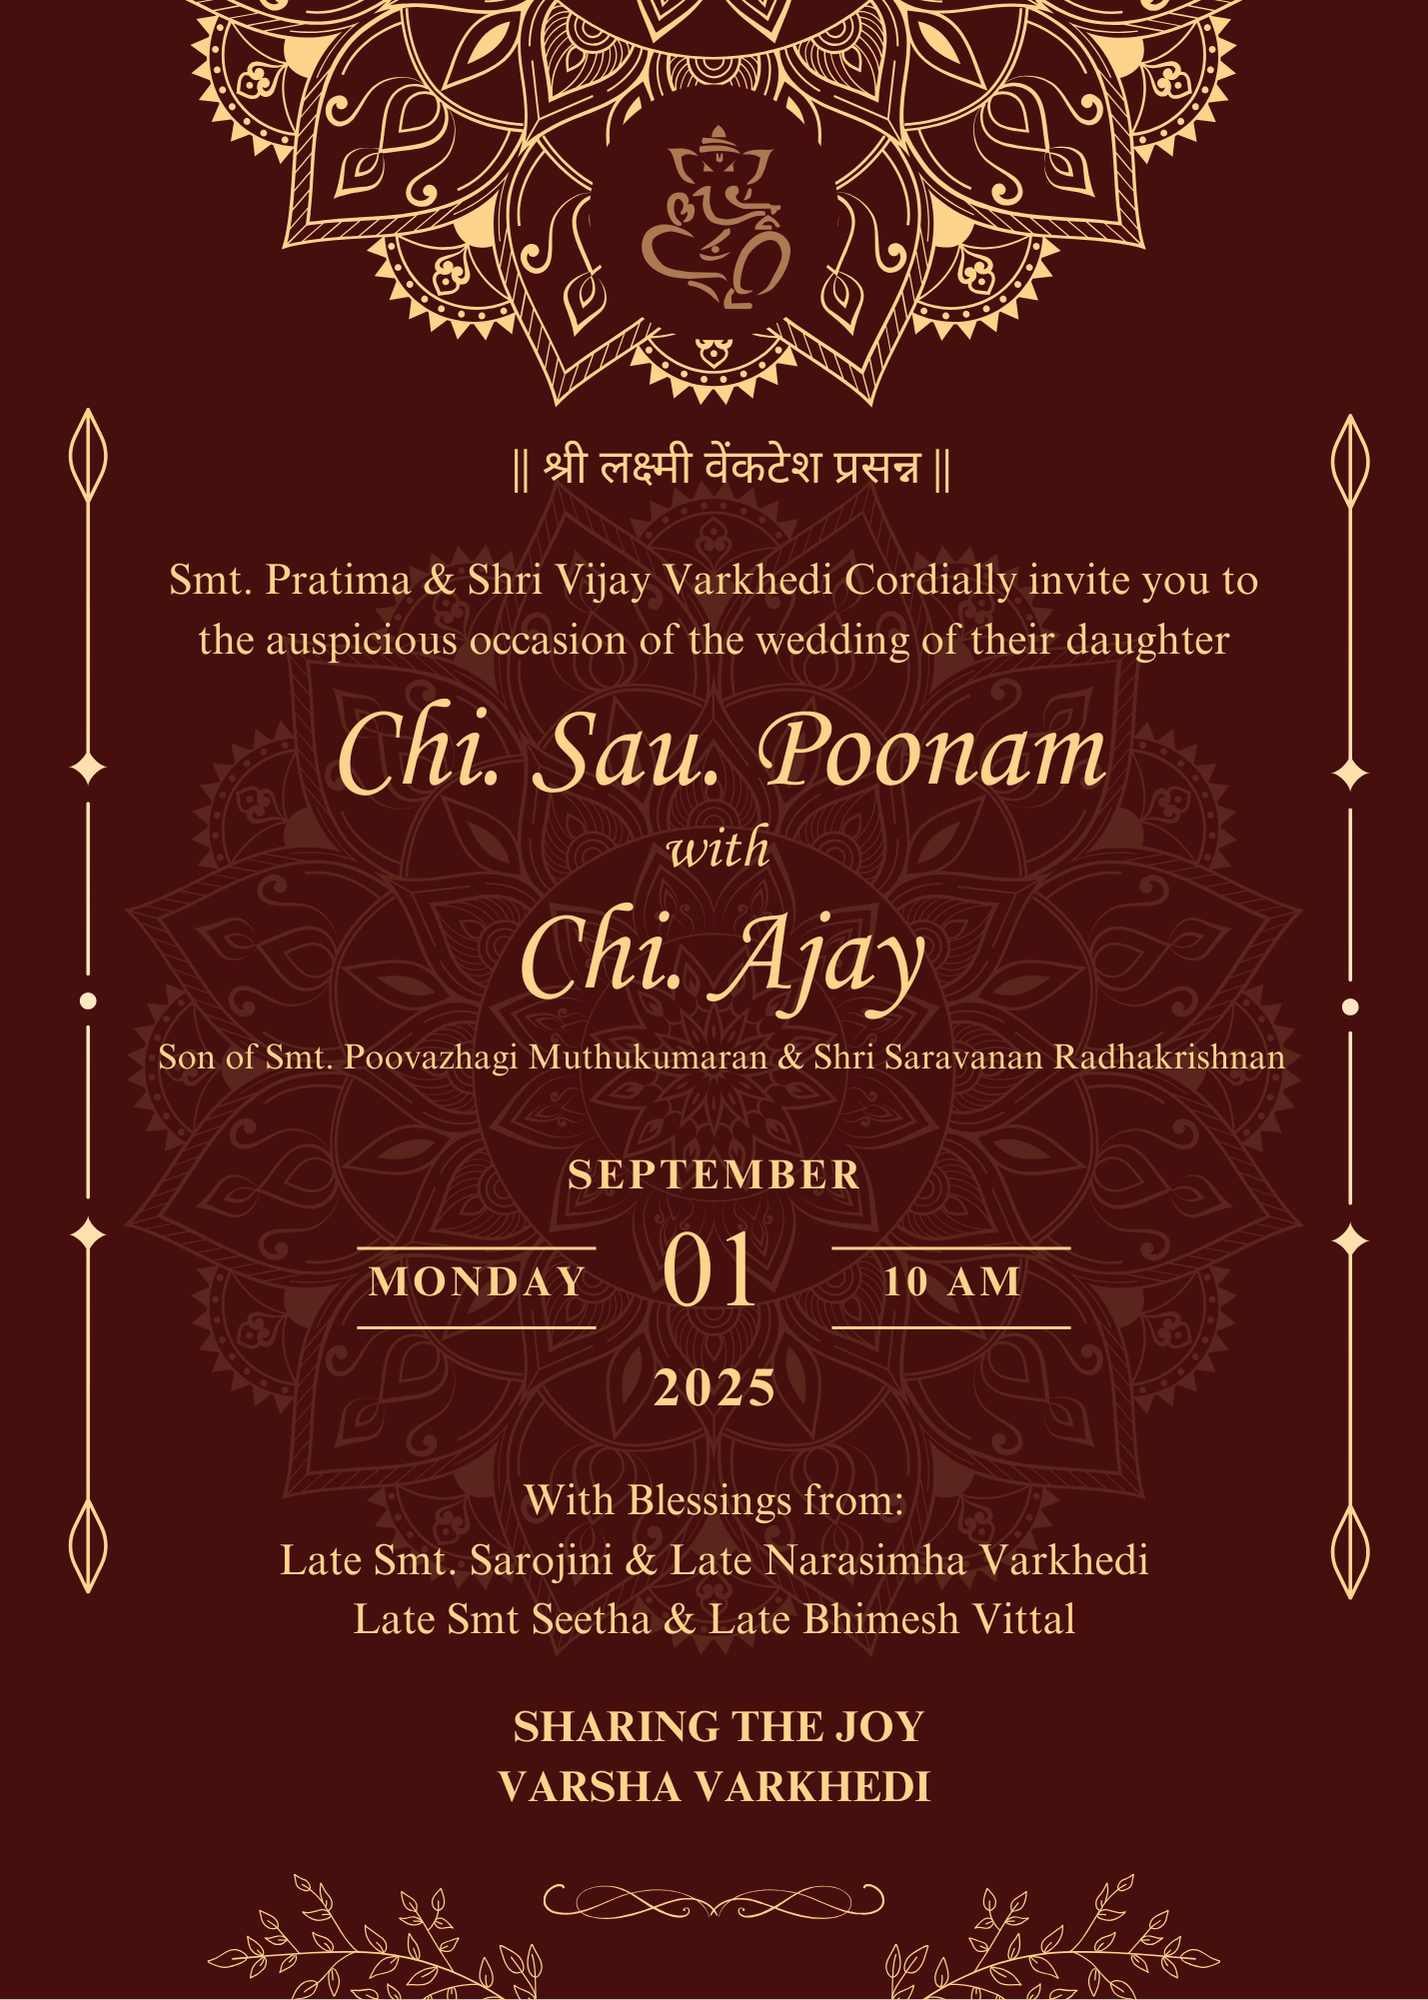 || श्री लक्ष्मी वेंकटेश प्रसन्न ||
Smt. Pratima & Shri Vijay Varkhedi Cordially invite you to
the auspicious occasion of the wedding of their daughter
Chi. Sau. Poonam
with
Chi. Ajay
Son of Smt. Poovazhagi Muthukumaran & Shri Saravanan Radhakrishnan
SEPTEMBER
MONDAY 01 10 AM
2025
With Blessings from:
Late Smt. Sarojini & Late Narasimha Varkhedi
Late Smt Seetha & Late Bhimesh Vittal
SHARING THE JOY
VARSHA VARKHEDI